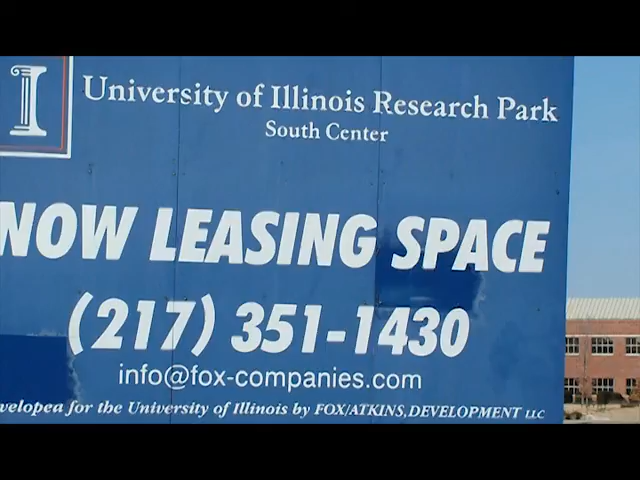 I
University of Illinois Research Park
South Center
NOW LEASING SPACE
(217) 351-1430
info@fox-companies.com
velopea for the University of Illinois by FOX/ATKINS, DEVELOPMENT LLC